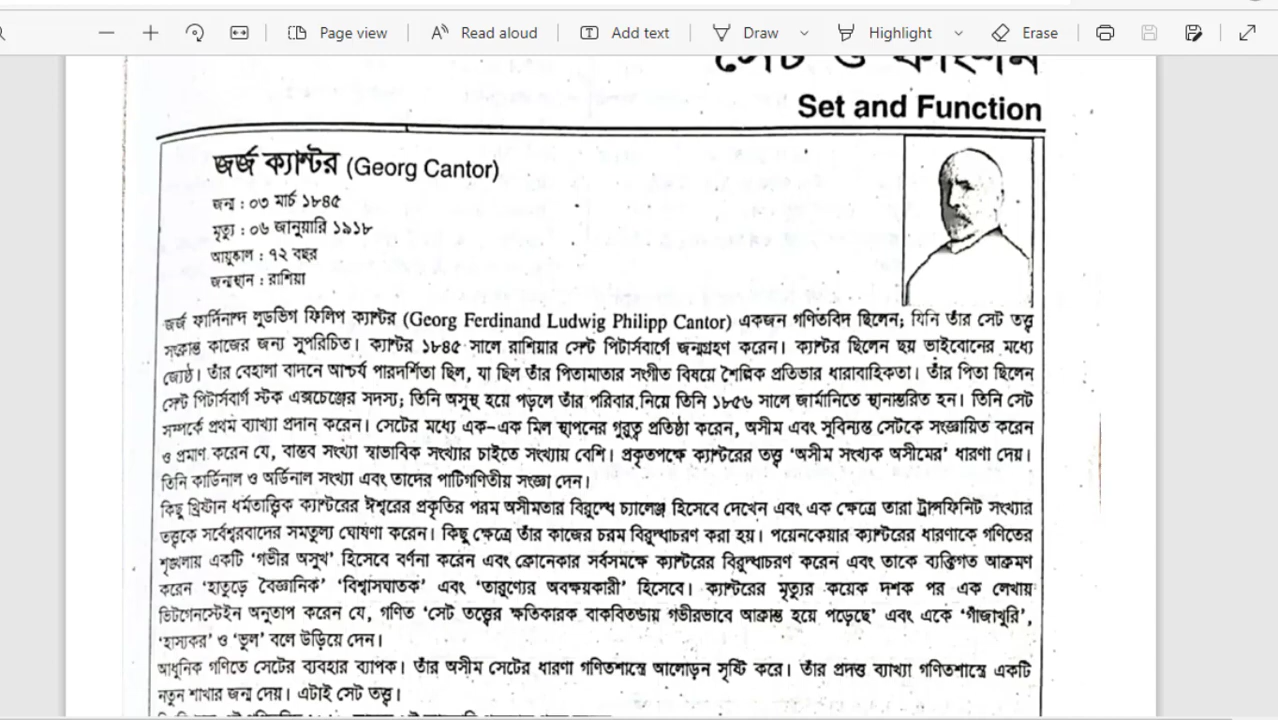 Page view
Read aloud
Add text
Draw
Highlight
Erase
সেট ও ফাংশন
Set and Function
জর্জ ক্যান্টর (Georg Cantor)
জন্ম : ০৩ মার্চ ১৮৪৫
মৃত্যু : ০৬ জানুয়ারি ১৯১৮
আয়ুষ্কাল : ৭২ বছর
জন্মস্থান : রাশিয়া
জর্জ ফার্দিনান্দ লুডভিগ ফিলিপ ক্যান্টর (Georg Ferdinand Ludwig Philipp Cantor) একজন গণিতবিদ ছিলেন; যিনি তাঁর সেট তত্ত্ব
সংক্রান্ত কাজের জন্য সুপরিচিত। ক্যান্টর ১৮৪৫ সালে রাশিয়ার সেন্ট পিটার্সবার্গে জন্মগ্রহণ করেন। ক্যান্টর ছিলেন ছয় ভাইবোনের মধ্যে
জ্যেষ্ঠ। তাঁর বেহালা বাদনে আশ্চর্য পারদর্শিতা ছিল, যা ছিল তাঁর পিতামাতার সংগীত বিষয়ে শৈল্পিক প্রতিভার ধারাবাহিকতা। তাঁর পিতা ছিলেন
সেন্ট পিটার্সবার্গ স্টক এক্সচেঞ্জের সদস্য; তিনি অসুস্থ হয়ে পড়লে তাঁর পরিবার নিয়ে তিনি ১৮৫৬ সালে জার্মানিতে স্থানান্তরিত হন। তিনি সেট
সম্পর্কে প্রথম ব্যাখ্যা প্রদান করেন। সেটের মধ্যে এক-এক মিল স্থাপনের গুরুত্ব প্রতিষ্ঠা করেন, অসীম এবং সুবিন্যস্ত সেটকে সংজ্ঞায়িত করেন
ও প্রমাণ করেন যে, বাস্তব সংখ্যা স্বাভাবিক সংখ্যার চাইতে সংখ্যায় বেশি। প্রকৃতপক্ষে ক্যান্টরের তত্ত্ব ‘অসীম সংখ্যক অসীমের’ ধারণা দেয়।
তিনি কার্ডিনাল ও অর্ডিনাল সংখ্যা এবং তাদের পাটিগণিতীয় সংজ্ঞা দেন।
কিছু খ্রিষ্টান ধর্মতাত্ত্বিক ক্যান্টরের ঈশ্বরের প্রকৃতির পরম অসীমতার বিরুদ্ধে চ্যালেঞ্জ হিসেবে দেখেন এবং এক ক্ষেত্রে তারা ট্রান্সফিনিট সংখ্যার
তত্ত্বকে সর্বেশ্বরবাদের সমতুল্য ঘোষণা করেন। কিছু ক্ষেত্রে তাঁর কাজের চরম বিরুদ্ধাচরণ করা হয়। পয়েনকেয়ার ক্যান্টরের ধারণাকে গণিতের
শৃঙ্খলায় একটি ‘গভীর অসুখ’ হিসেবে বর্ণনা করেন এবং ক্রোনেকার সর্বসমক্ষে ক্যান্টরের বিরুদ্ধাচরণ করেন এবং তাকে ব্যক্তিগত আক্রমণ
করেন ‘হাতুড়ে বৈজ্ঞানিক’ ‘বিশ্বাসঘাতক’ এবং ‘তারুণ্যের অবক্ষয়কারী’ হিসেবে। ক্যান্টরের মৃত্যুর কয়েক দশক পর এক লেখায়
ভিটগেনস্টেইন অনুতাপ করেন যে, গণিত ‘সেট তত্ত্বের ক্ষতিকারক বাকবিতন্ডায় গভীরভাবে আক্রান্ত হয়ে পড়েছে’ এবং একে ‘গাঁজাখুরি’,
‘হাস্যকর’ ও ‘ভুল’ বলে উড়িয়ে দেন।
আধুনিক গণিতে সেটের ব্যবহার ব্যাপক। তাঁর অসীম সেটের ধারণা গণিতশাস্ত্রে আলোড়ন সৃষ্টি করে। তাঁর প্রদত্ত ব্যাখ্যা গণিতশাস্ত্রে একটি
নতুন শাখার জন্ম দেয়। এটাই সেট তত্ত্ব।